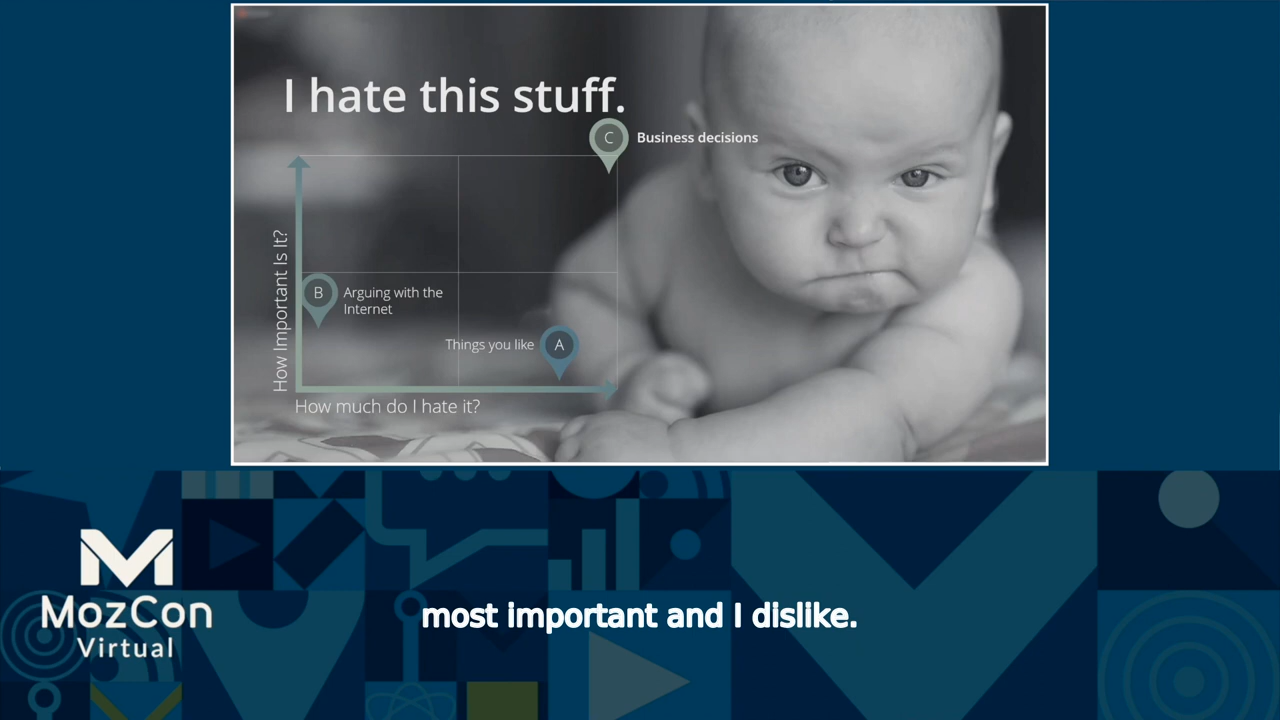 I hate this stuff.
C
Business decisions
How Important Is It?
B
Arguing with the
Internet
Things you like
A
How much do I hate it?
MozCon
Virtual
most important and I dislike.